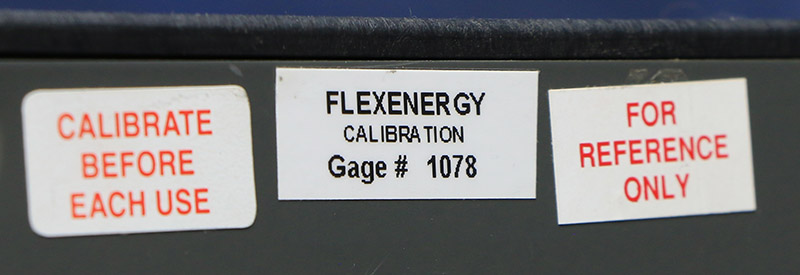 CALIBRATE
BEFORE
EACH USE
FLEXENERGY
CALIBRATION
Gage # 1078
FOR
REFERENCE
ONLY